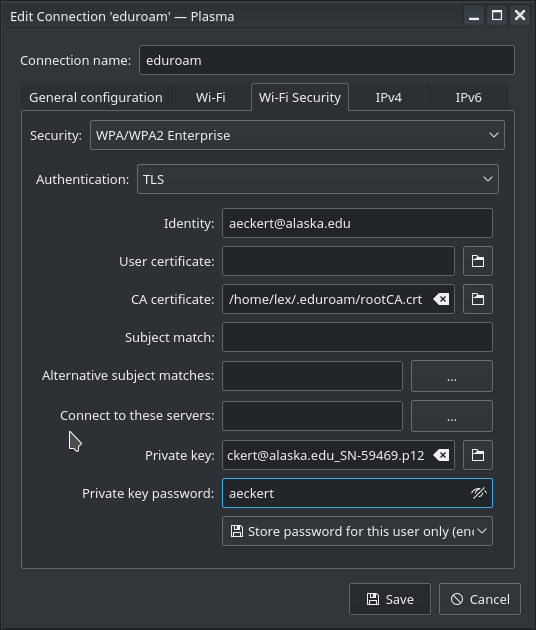 Edit Connection 'eduroam' — Plasma
Connection name: eduroam
General configuration Wi-Fi Wi-Fi Security IPv4 IPv6
Security: WPA/WPA2 Enterprise
Authentication: TLS
Identity: aeckert@alaska.edu
User certificate:
CA certificate: /home/lex/.eduroam/rootCA.crt
Subject match:
Alternative subject matches: ...
Connect to these servers: ...
Private key: ckert@alaska.edu_SN-59469.p12
Private key password: aeckert
Store password for this user only (enc
Save Cancel